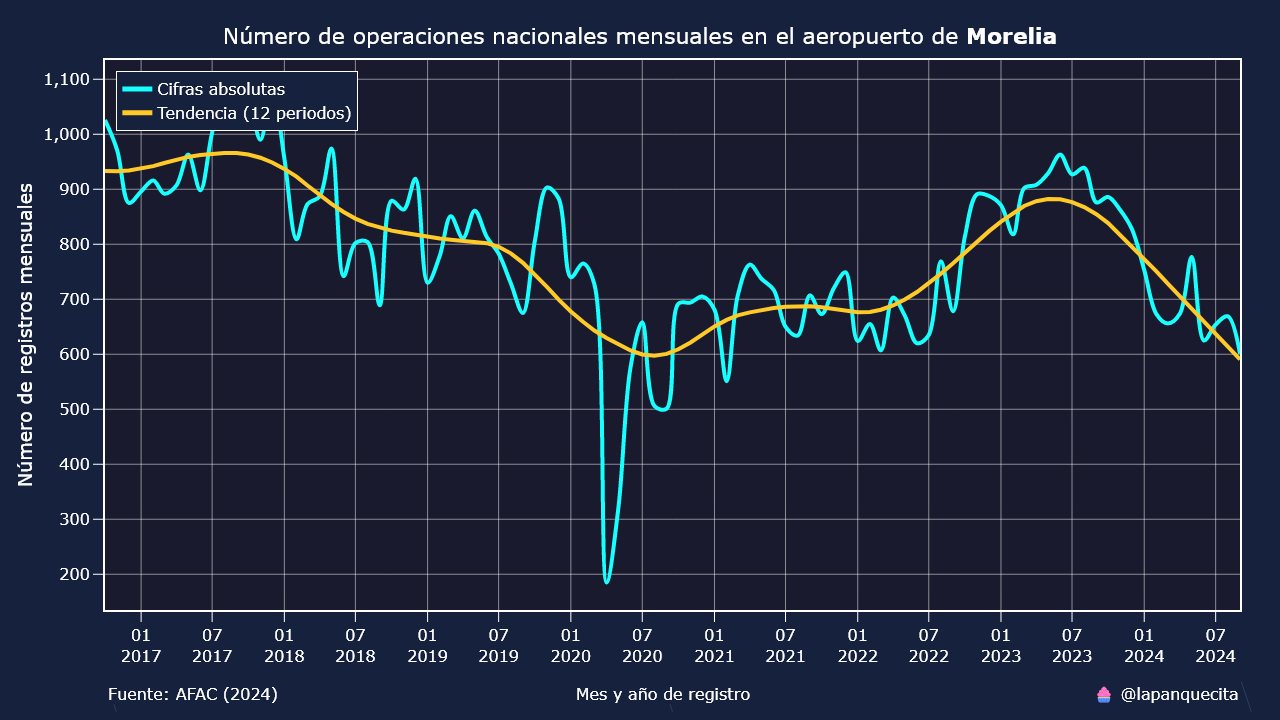 Número de operaciones nacionales mensuales en el aeropuerto de Morelia
Cifras absolutas
Tendencia (12 periodos)
Número de registros mensuales
1,100
1,000
900
800
700
600
500
400
300
200
01 07 01 07 01 07 01 07 01 07 01 07 01 07 01 07
2017 2017 2018 2018 2019 2019 2020 2020 2021 2021 2022 2022 2023 2023 2024 2024
Fuente: AFAC (2024) Mes y año de registro @lapanquecita